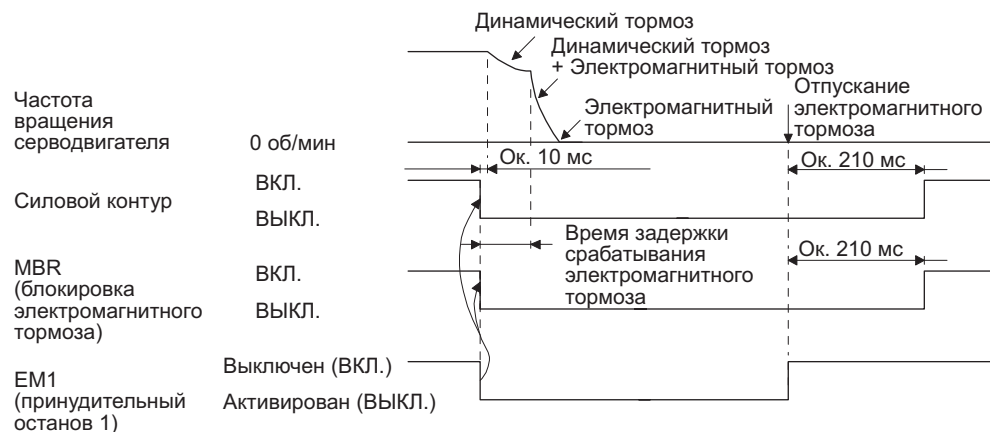 Динамический тормоз
Динамический тормоз
+ Электромагнитный тормоз
Частота
вращения
серводвигателя
0 об/мин
Электромагнитный
тормоз
Отпускание
электромагнитного
тормоза
Ок. 10 мс
Ок. 210 мс
Силовой контур
ВКЛ.
ВЫКЛ.
Время задержки
срабатывания
электромагнитного
тормоза
Ок. 210 мс
MBR
(блокировка
электромагнитного
тормоза)
ВКЛ.
ВЫКЛ.
EM1
(принудительный
останов 1)
Выключен (ВКЛ.)
Активирован (ВЫКЛ.)